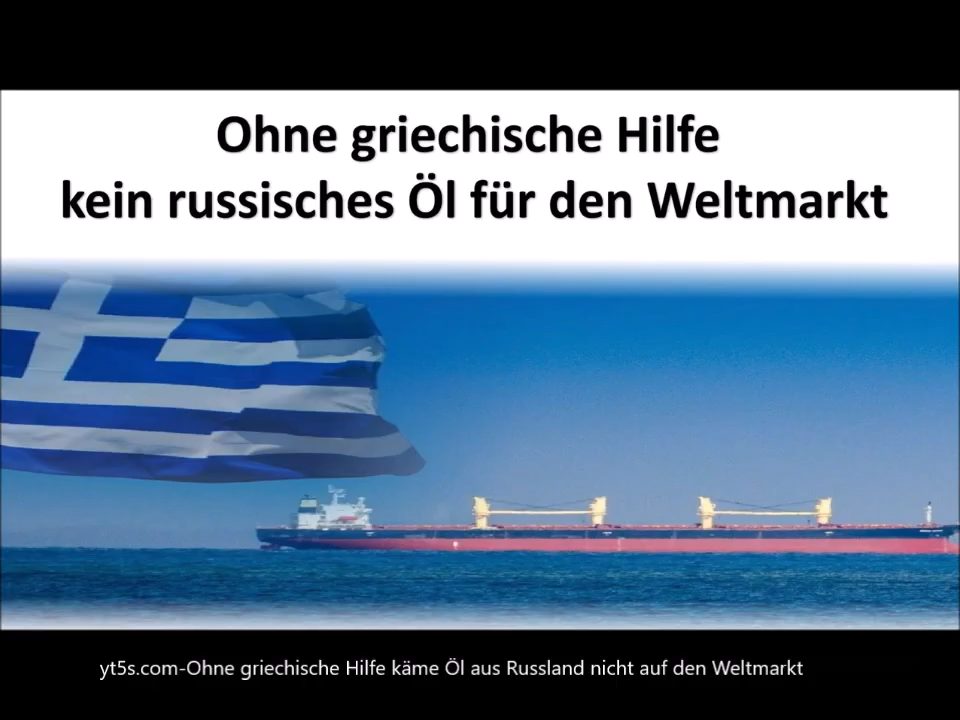 Ohne griechische Hilfe
kein russisches Öl für den Weltmarkt
yt5s.com-Ohne griechische Hilfe käme Öl aus Russland nicht auf den Weltmarkt